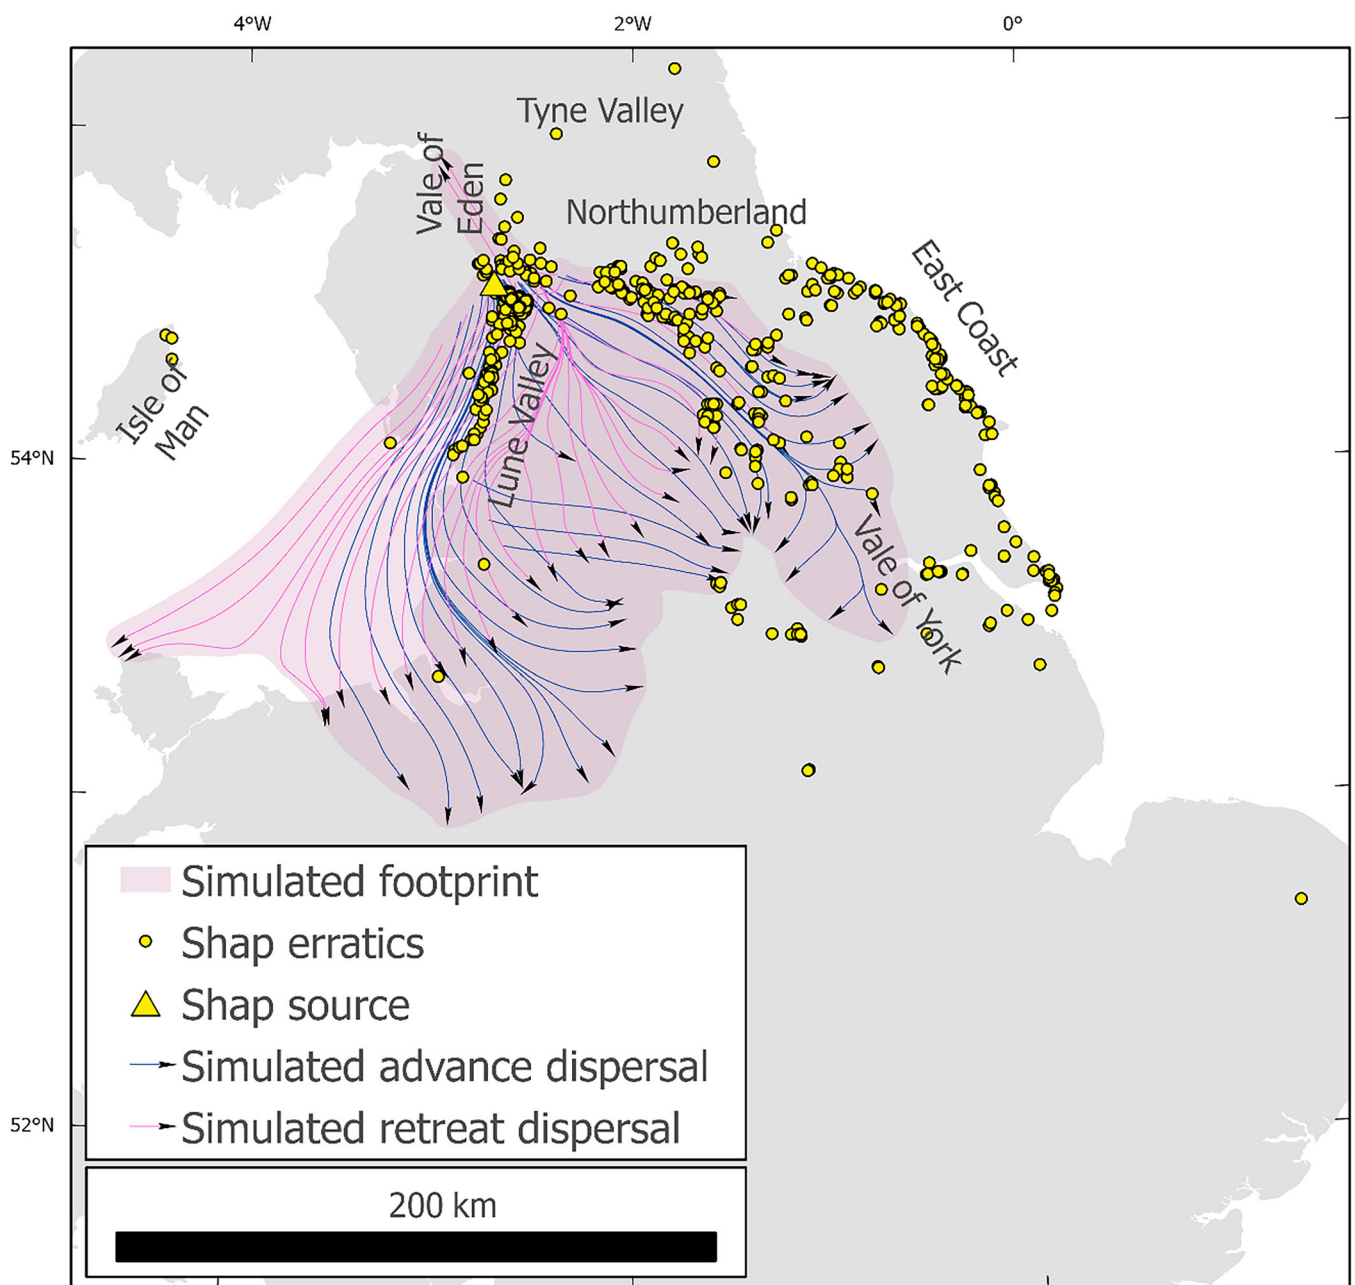 4°W
2°W
0°
Tyne Valley
Vale of
Eden
Northumberland
East Coast
Isle of
Man
Lune Valley
54°N
Vale of York
Simulated footprint
Shap erratics
Shap source
Simulated advance dispersal
52°N
Simulated retreat dispersal
200 km